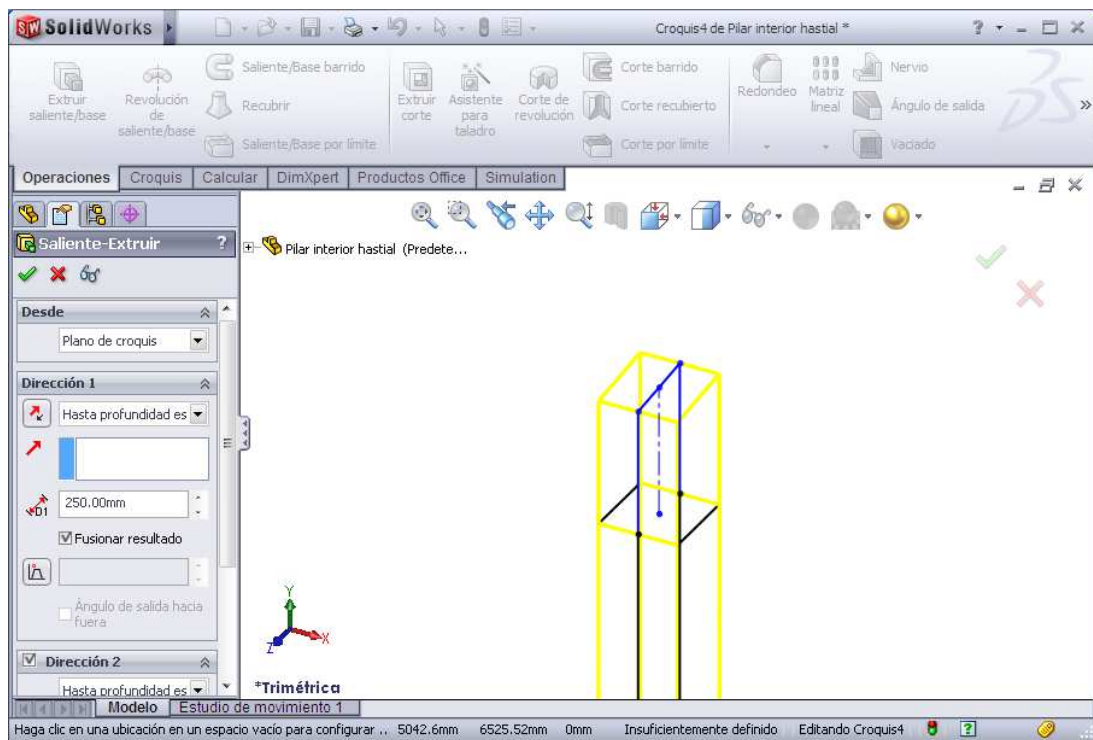 SolidWorks
Croquis4 de Pilar interior hastial *
?
Extruir saliente/base
Revolución de saliente/base
Saliente/Base barrido
Recubrir
Saliente/Base por límite
Extruir corte
Asistente para taladro
Corte de revolución
Corte barrido
Corte recubierto
Corte por límite
Redondeo
Matriz lineal
Nervio
Ángulo de salida
Vaciado
»
Operaciones Croquis Calcular DimXpert Productos Office Simulation
Saliente-Extruir ?
Pilar interior hastial (Predete...
Desde
Plano de croquis
Dirección 1
Hasta profundidad es
D1
250.00mm
Fusionar resultado
Ángulo de salida hacia
fuera
Dirección 2
Hasta profundidad es
Y
X
Z
*Trimétrica
Modelo Estudio de movimiento 1
Haga clic en una ubicación en un espacio vacío para configurar .. 5042.6mm 6525.52mm 0mm Insuficientemente definido Editando Croquis4 ?